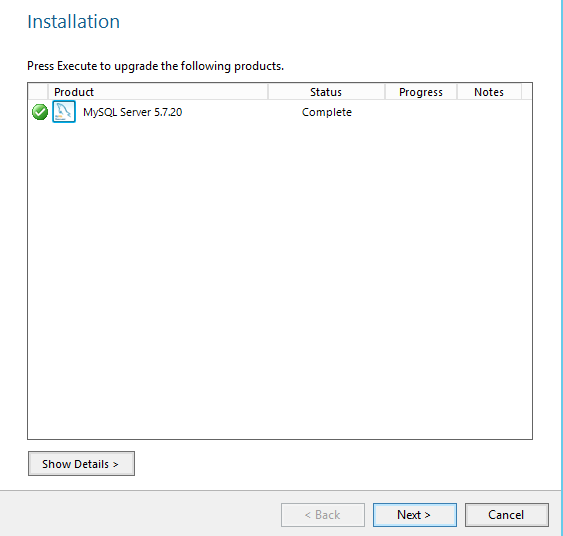 Installation
Press Execute to upgrade the following products.
Product Status Progress Notes
MySQL Server 5.7.20 Complete
Show Details >
< Back Next > Cancel